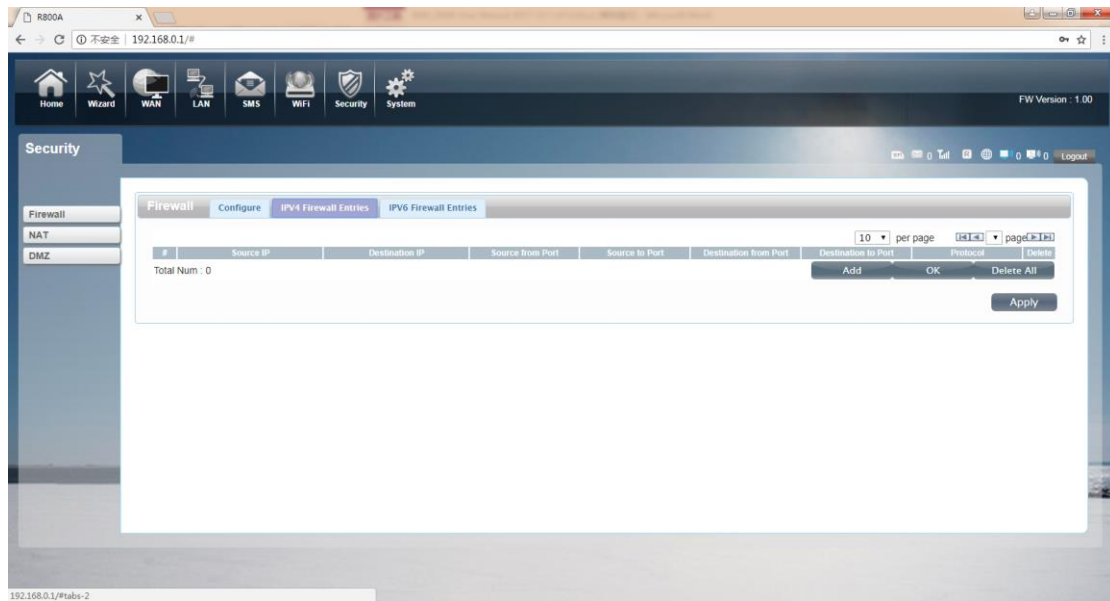 R800A
不安全 | 192.168.0.1/#
Home Wizard WAN LAN SMS WiFi Security System
FW Version : 1.00
Security
0 0 0 Logout
Firewall Configure IPV4 Firewall Entries IPV6 Firewall Entries
Firewall
NAT
DMZ
10 per page page
# Source IP Destination IP Source from Port Source to Port Destination from Port Destination to Port Protocol Delete
Total Num : 0 Add OK Delete All
Apply
192.168.0.1/#tabs-2